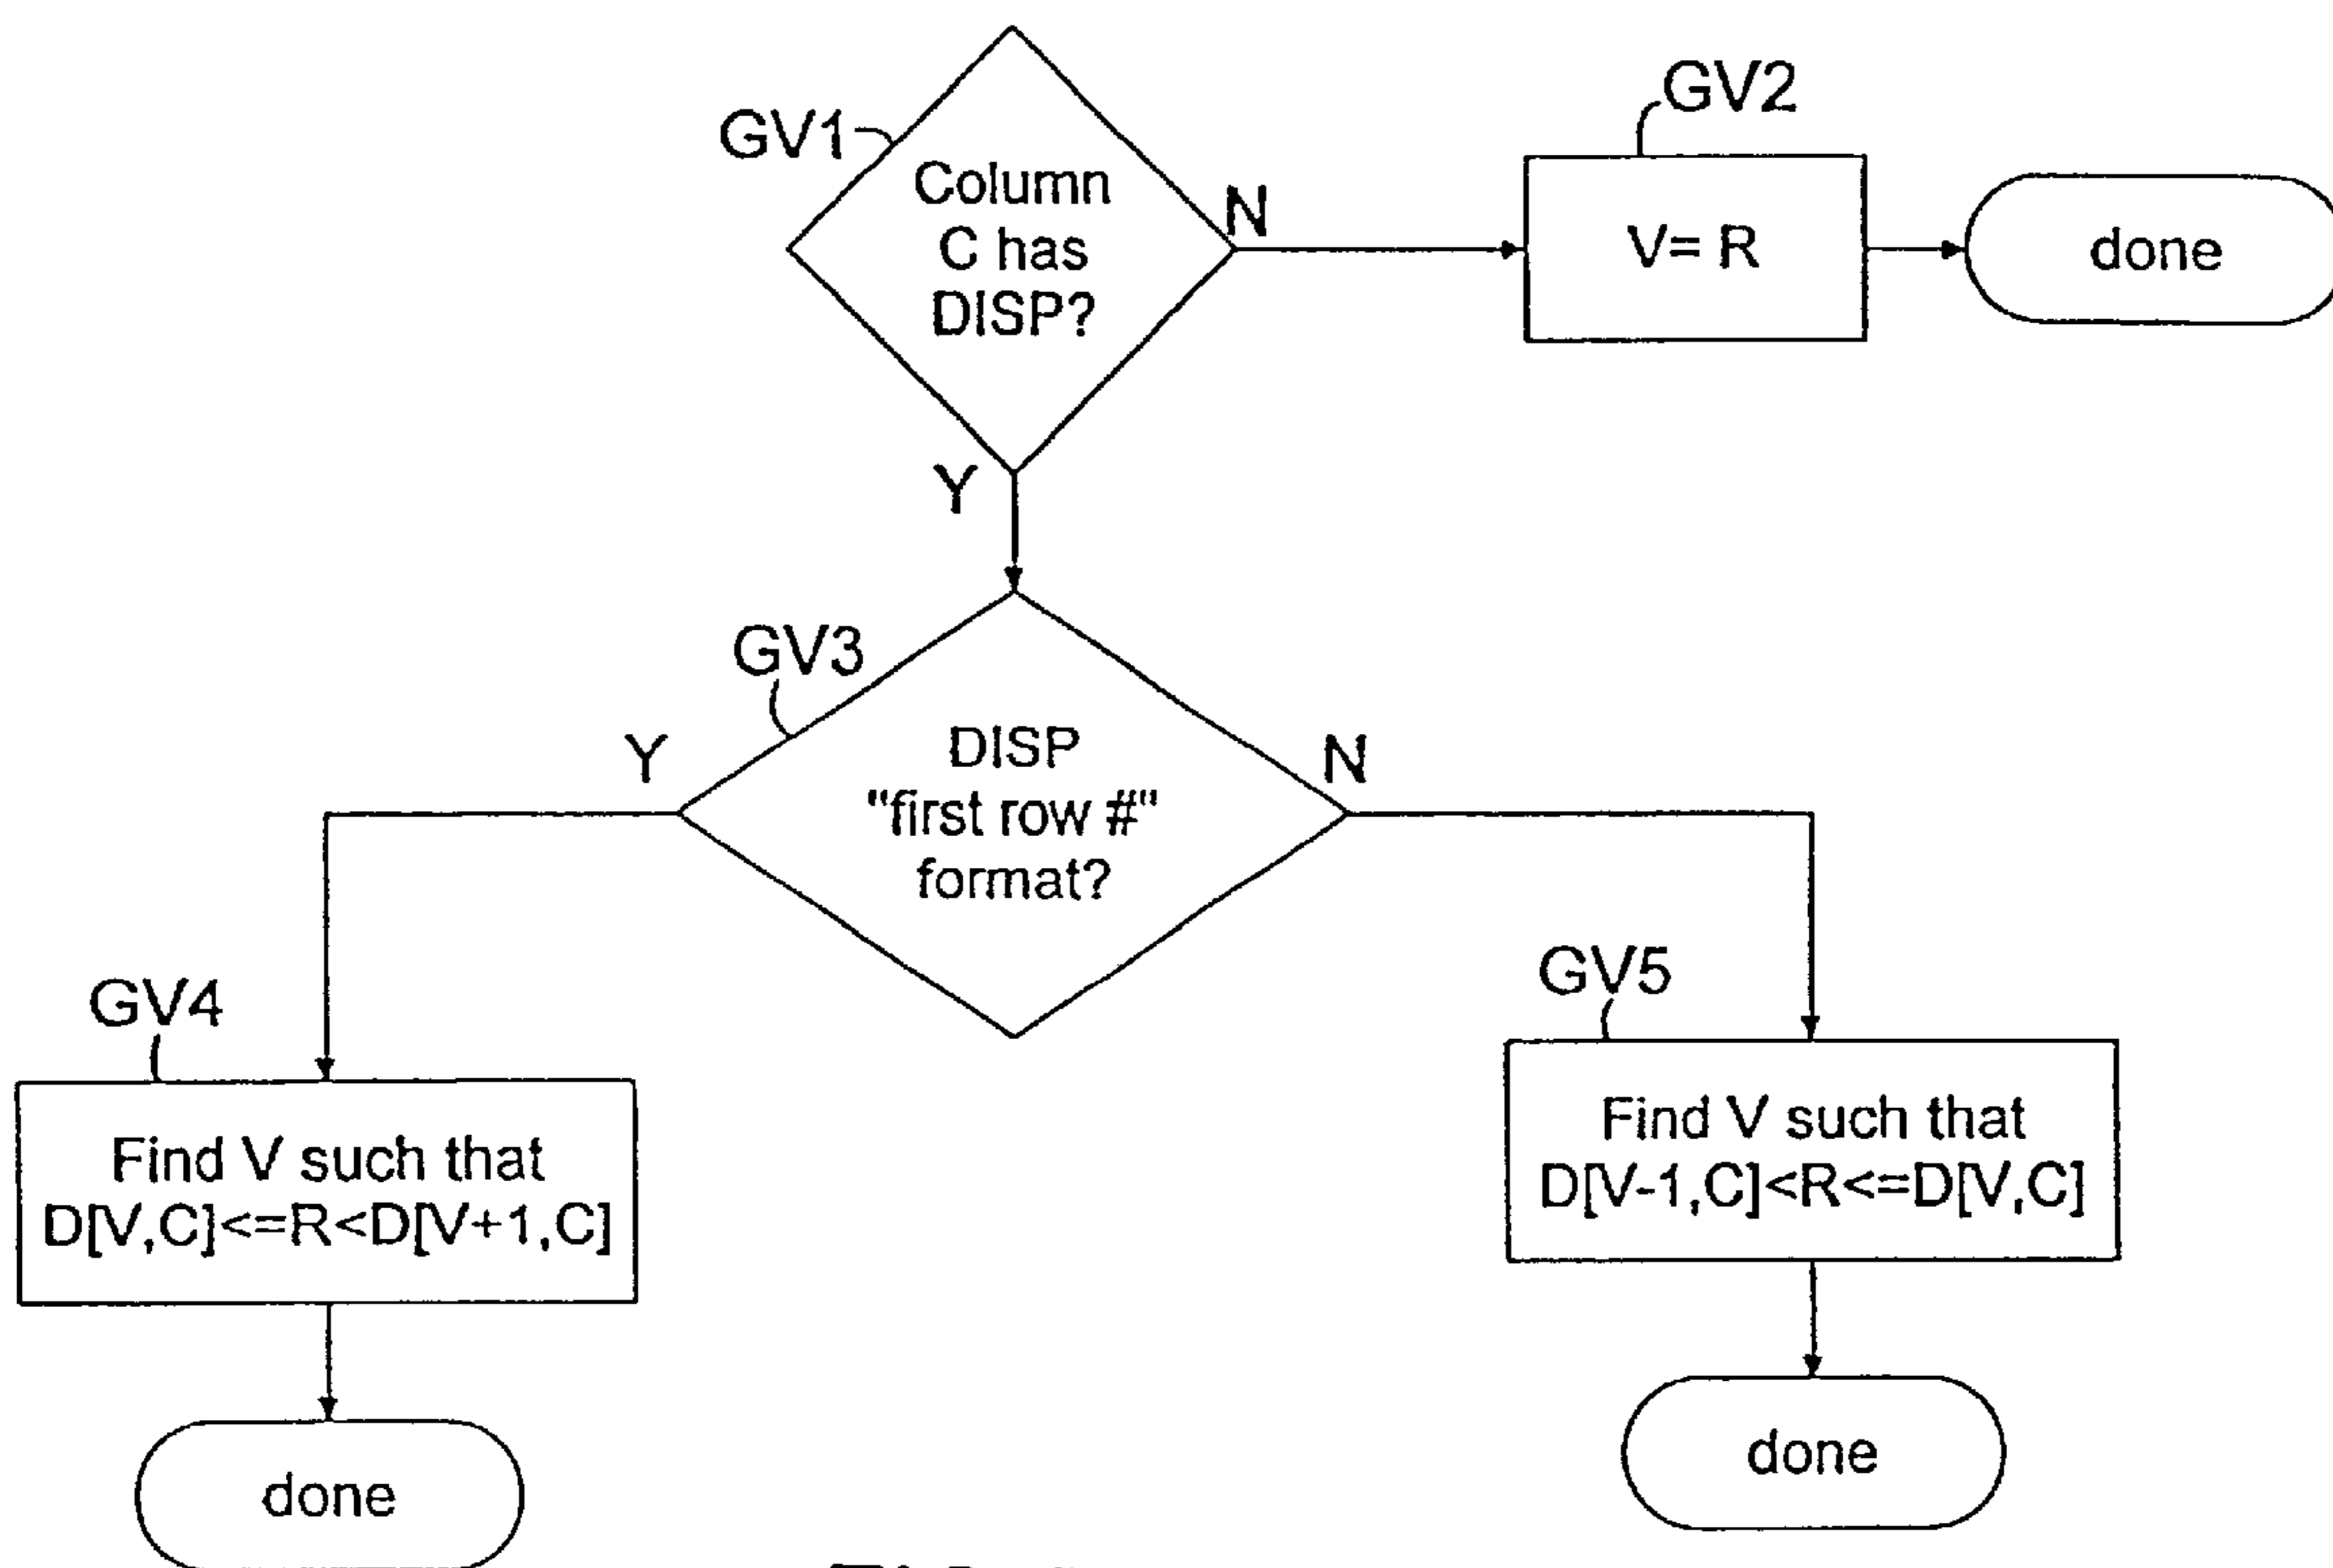 GV1
Column
C has
DISP?
N
GV2
V= R
done
Y
GV3
DISP
"first row #"
format?
Y
N
GV4
Find V such that
D[V,C]<=R<D[V+1,C]
done
GV5
Find V such that
D[V-1,C]<R<=D[V,C]
done